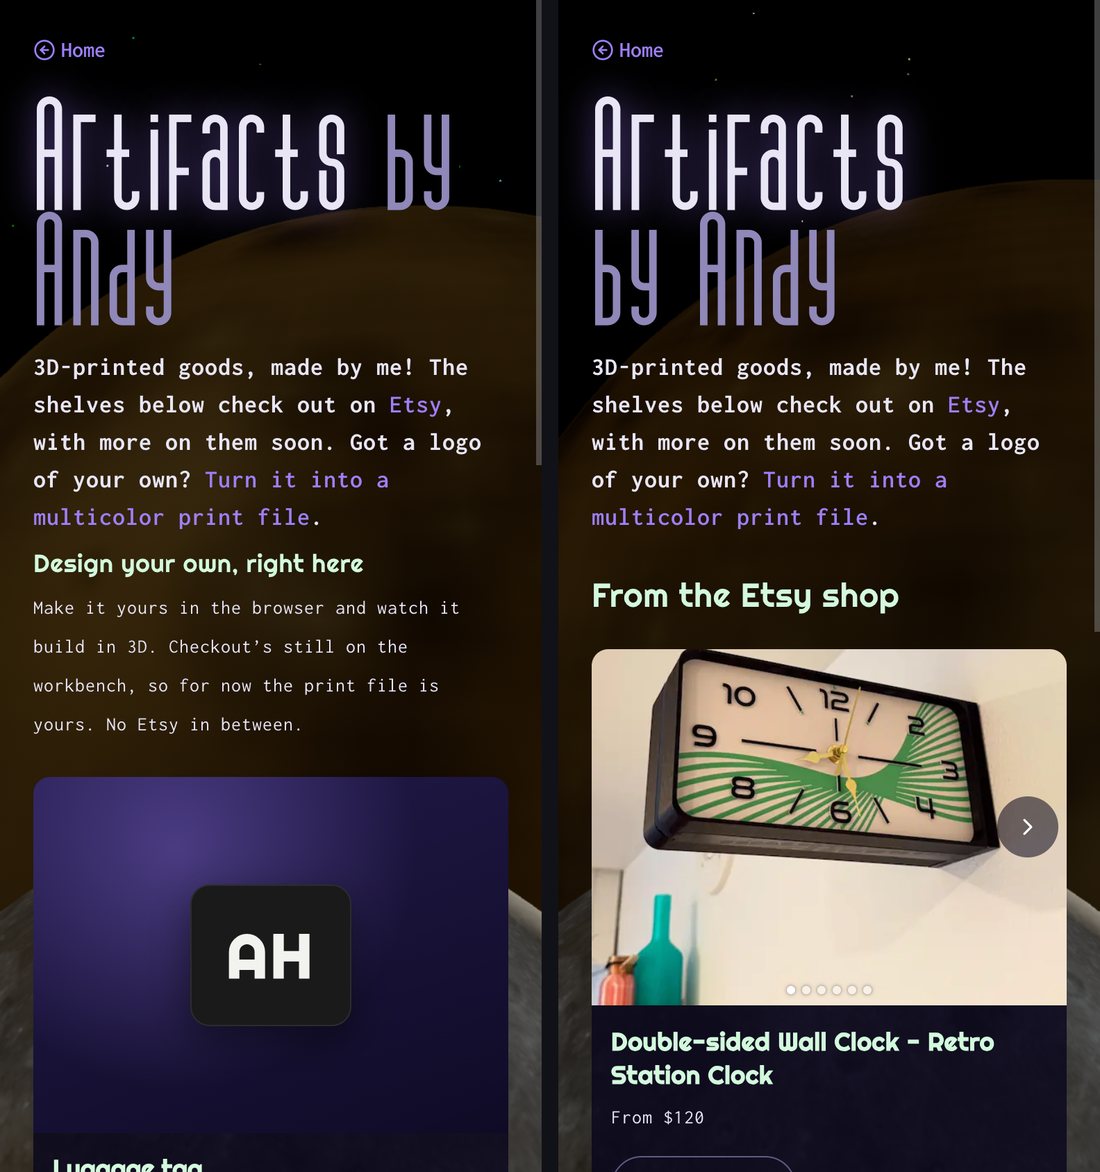 Home
Artifacts by
Andy
3D-printed goods, made by me! The
shelves below check out on Etsy,
with more on them soon. Got a logo
of your own? Turn it into a
multicolor print file.
Design your own, right here
Make it yours in the browser and watch it
build in 3D. Checkout’s still on the
workbench, so for now the print file is
yours. No Etsy in between.
AH
Luggage tag
Home
Artifacts
by Andy
3D-printed goods, made by me! The
shelves below check out on Etsy,
with more on them soon. Got a logo
of your own? Turn it into a
multicolor print file.
From the Etsy shop
10 12 2
9 3
8 6 4
Double-sided Wall Clock - Retro
Station Clock
From $120